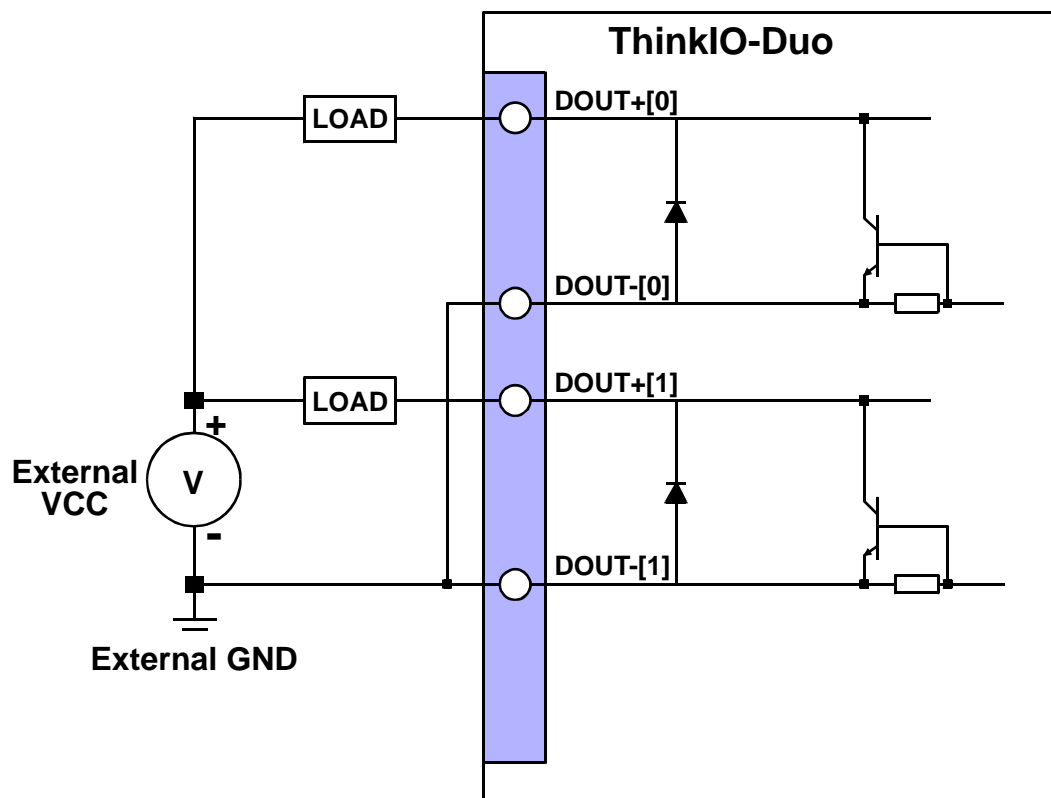 ThinkIO-Duo
LOAD
DOUT+[0]
DOUT-[0]
LOAD
DOUT+[1]
+
External
VCC
V
-
DOUT-[1]
External GND